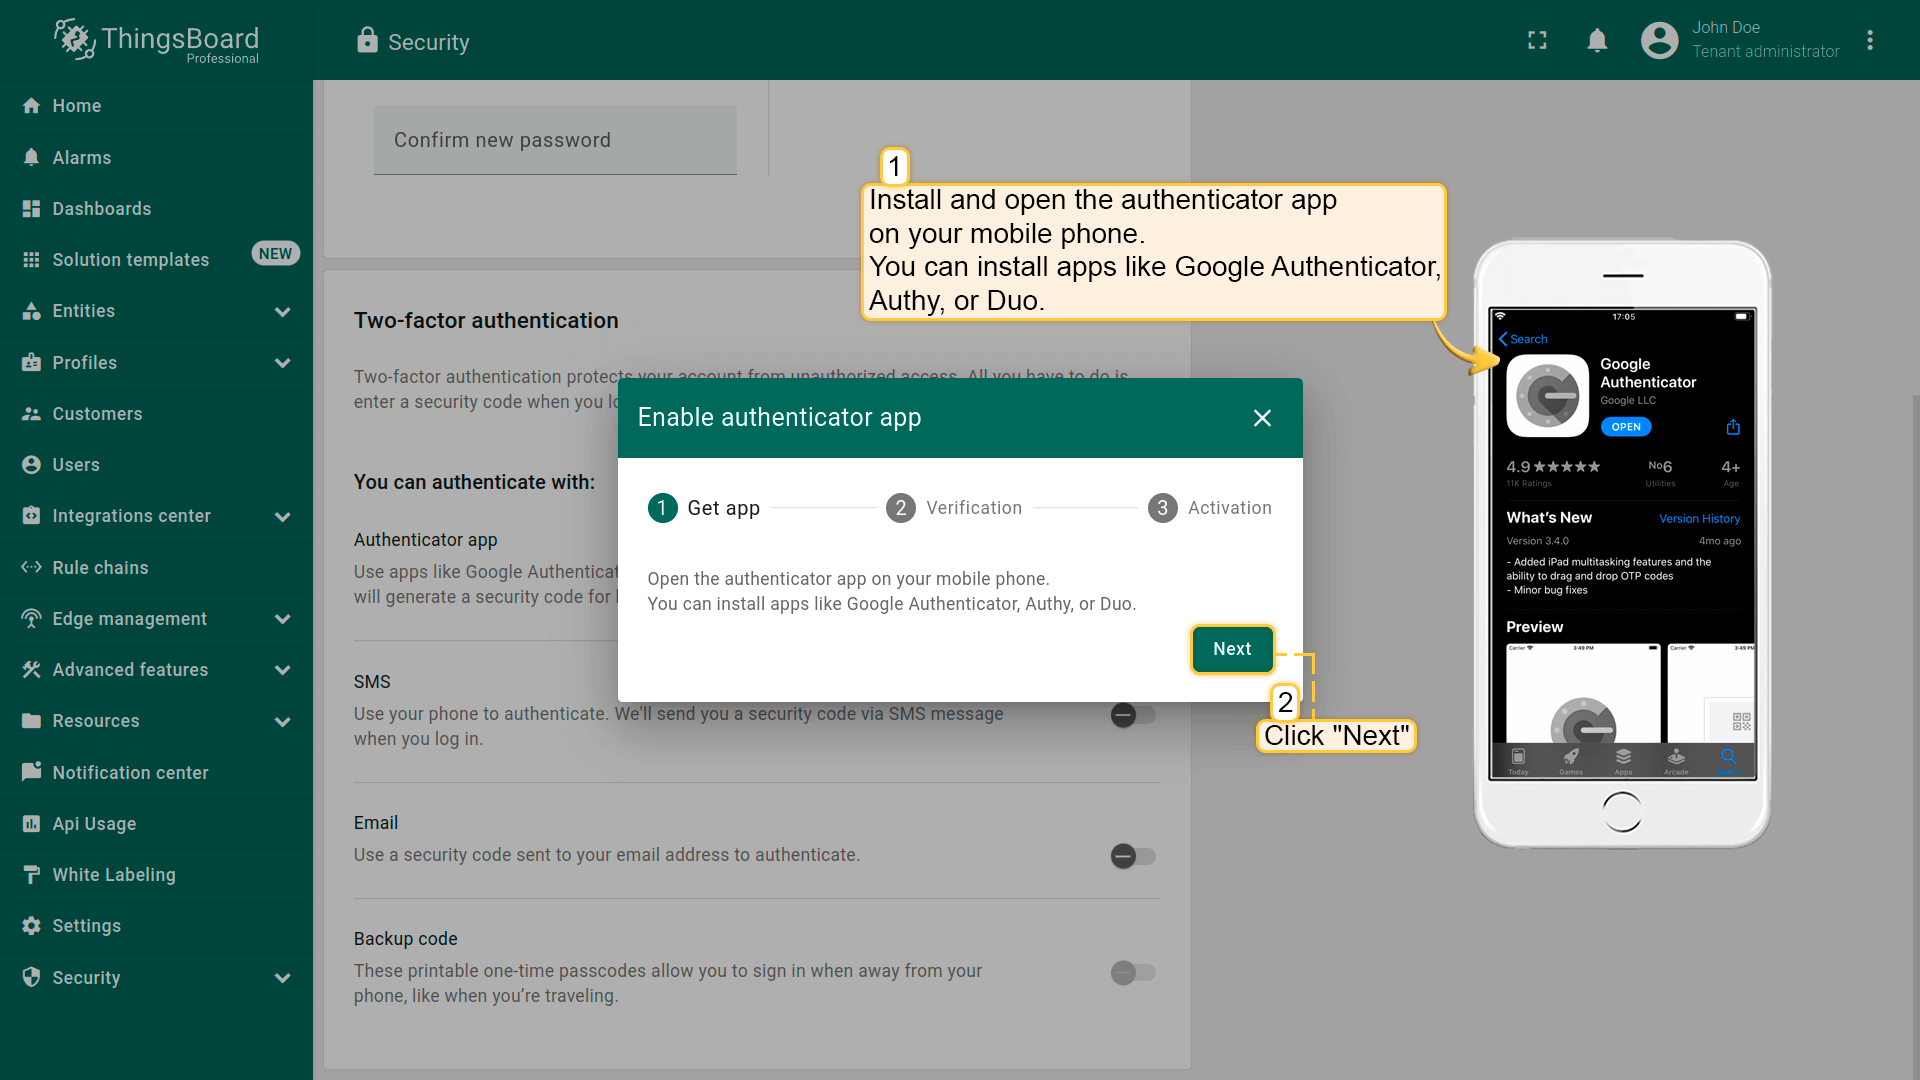 ThingsBoard
Professional
Security
John Doe
Tenant administrator
Home
Alarms
Dashboards
Solution templates
NEW
Entities
Profiles
Customers
Users
Integrations center
Rule chains
Edge management
Advanced features
Resources
Notification center
Api Usage
White Labeling
Settings
Security
Confirm new password
Two-factor authentication
Two-factor authentication protects your account from unauthorized access. All you have to do is
enter a security code when you lo
You can authenticate with:
Authenticator app
Use apps like Google Authenticat
will generate a security code for l
SMS
Use your phone to authenticate. We'll send you a security code via SMS message
when you log in.
Email
Use a security code sent to your email address to authenticate.
Backup code
These printable one-time passcodes allow you to sign in when away from your
phone, like when you’re traveling.
Enable authenticator app
1 Get app
2 Verification
3 Activation
Open the authenticator app on your mobile phone.
You can install apps like Google Authenticator, Authy, or Duo.
Next
1
Install and open the authenticator app
on your mobile phone.
You can install apps like Google Authenticator,
Authy, or Duo.
2
Click "Next"
17:05
Search
Google
Authenticator
Google LLC
OPEN
4.9 ★★★★★
No6
4+
11K Ratings
Utilities
Age
What’s New
Version History
Version 3.4.0
4mo ago
- Added iPad multitasking features and the
ability to drag and drop OTP codes
- Minor bug fixes
Preview
Carrier
3:49 PM
Carrier
3:49 PM
Today
Games
Apps
Arcade